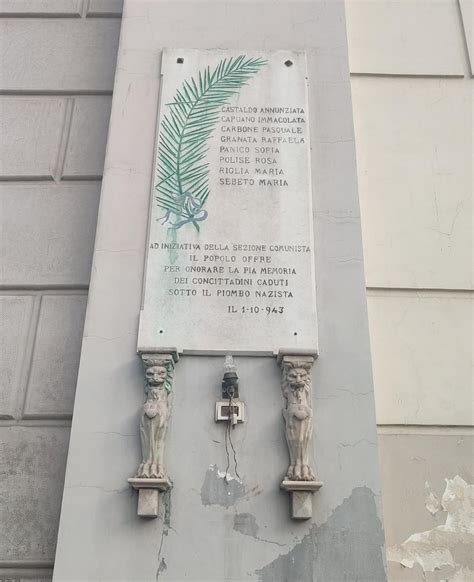 CASTALDO ANNUNZIATA
CAPUANO IMMACOLATA
CARBONE PASQUALE
GRANATA RAFFAELA
PANICO SOFIA
POLISE ROSA
RIGLIA MARIA
SEBETO MARIA
AD INIZIATIVA DELLA SEZIONE COMUNISTA
IL POPOLO OFFRE
PER ONORARE LA PIA MEMORIA
DEI CONCITTADINI CADUTI
SOTTO IL PIOMBO NAZISTA
IL 1-10-943